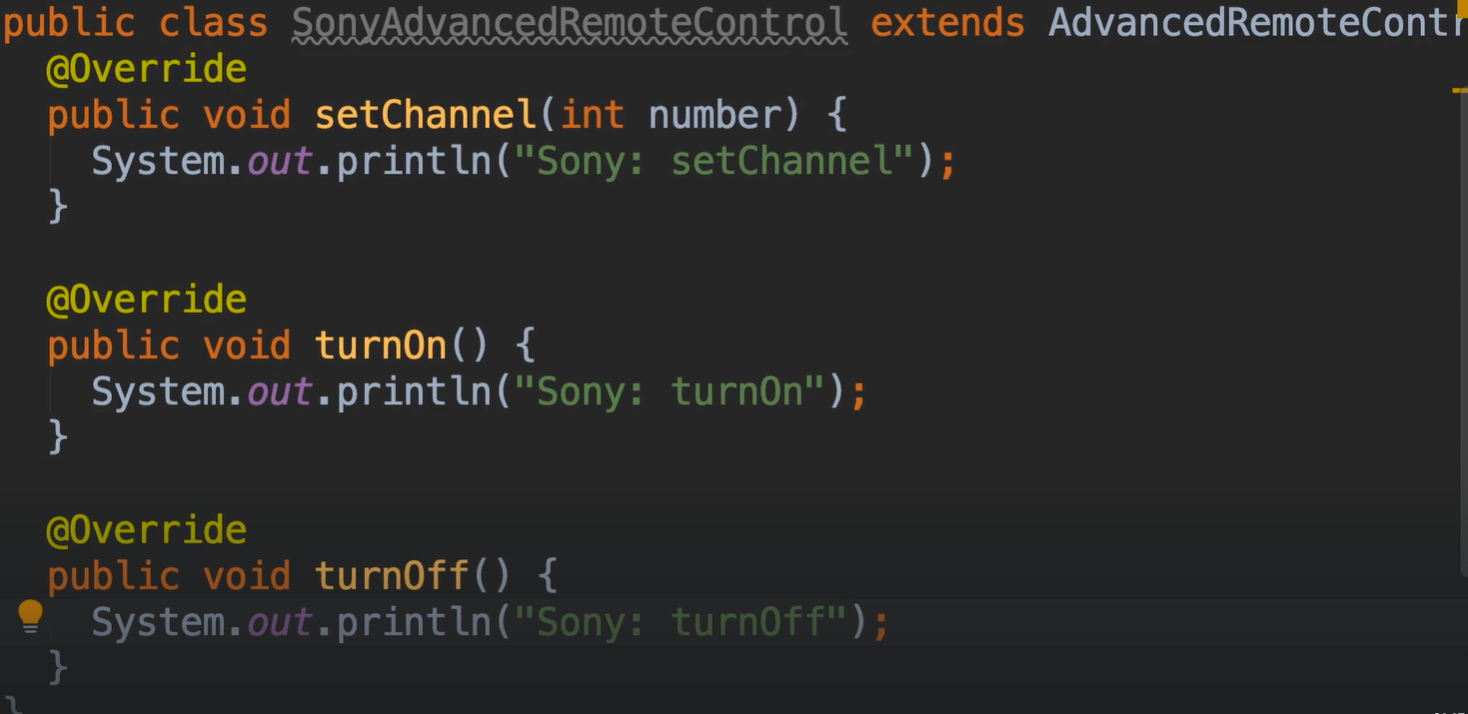 public class SonyAdvancedRemoteControl extends
@Override
public void setChannel(int number) {
System.out.println("Sony: setChannel");
}
@Override
public void turnOn() {
System.out.println("Sony: turnOn");
}
@Override
public void turnOff() {
System.out.println("Sony: turnOff");
}
}